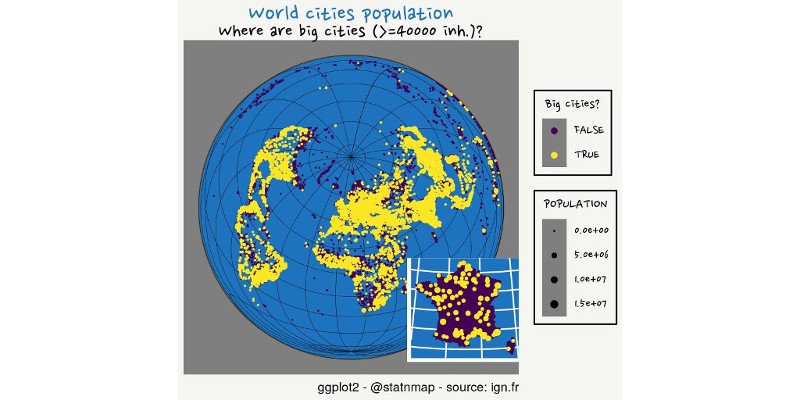 World cities population
Where are big cities (>=40000 inh.)?
Big cities?
FALSE
TRUE
POPULATION
0.0e+00
5.0e+06
1.0e+07
1.5e+07
ggplot2 - @statnmap - source: ign.fr